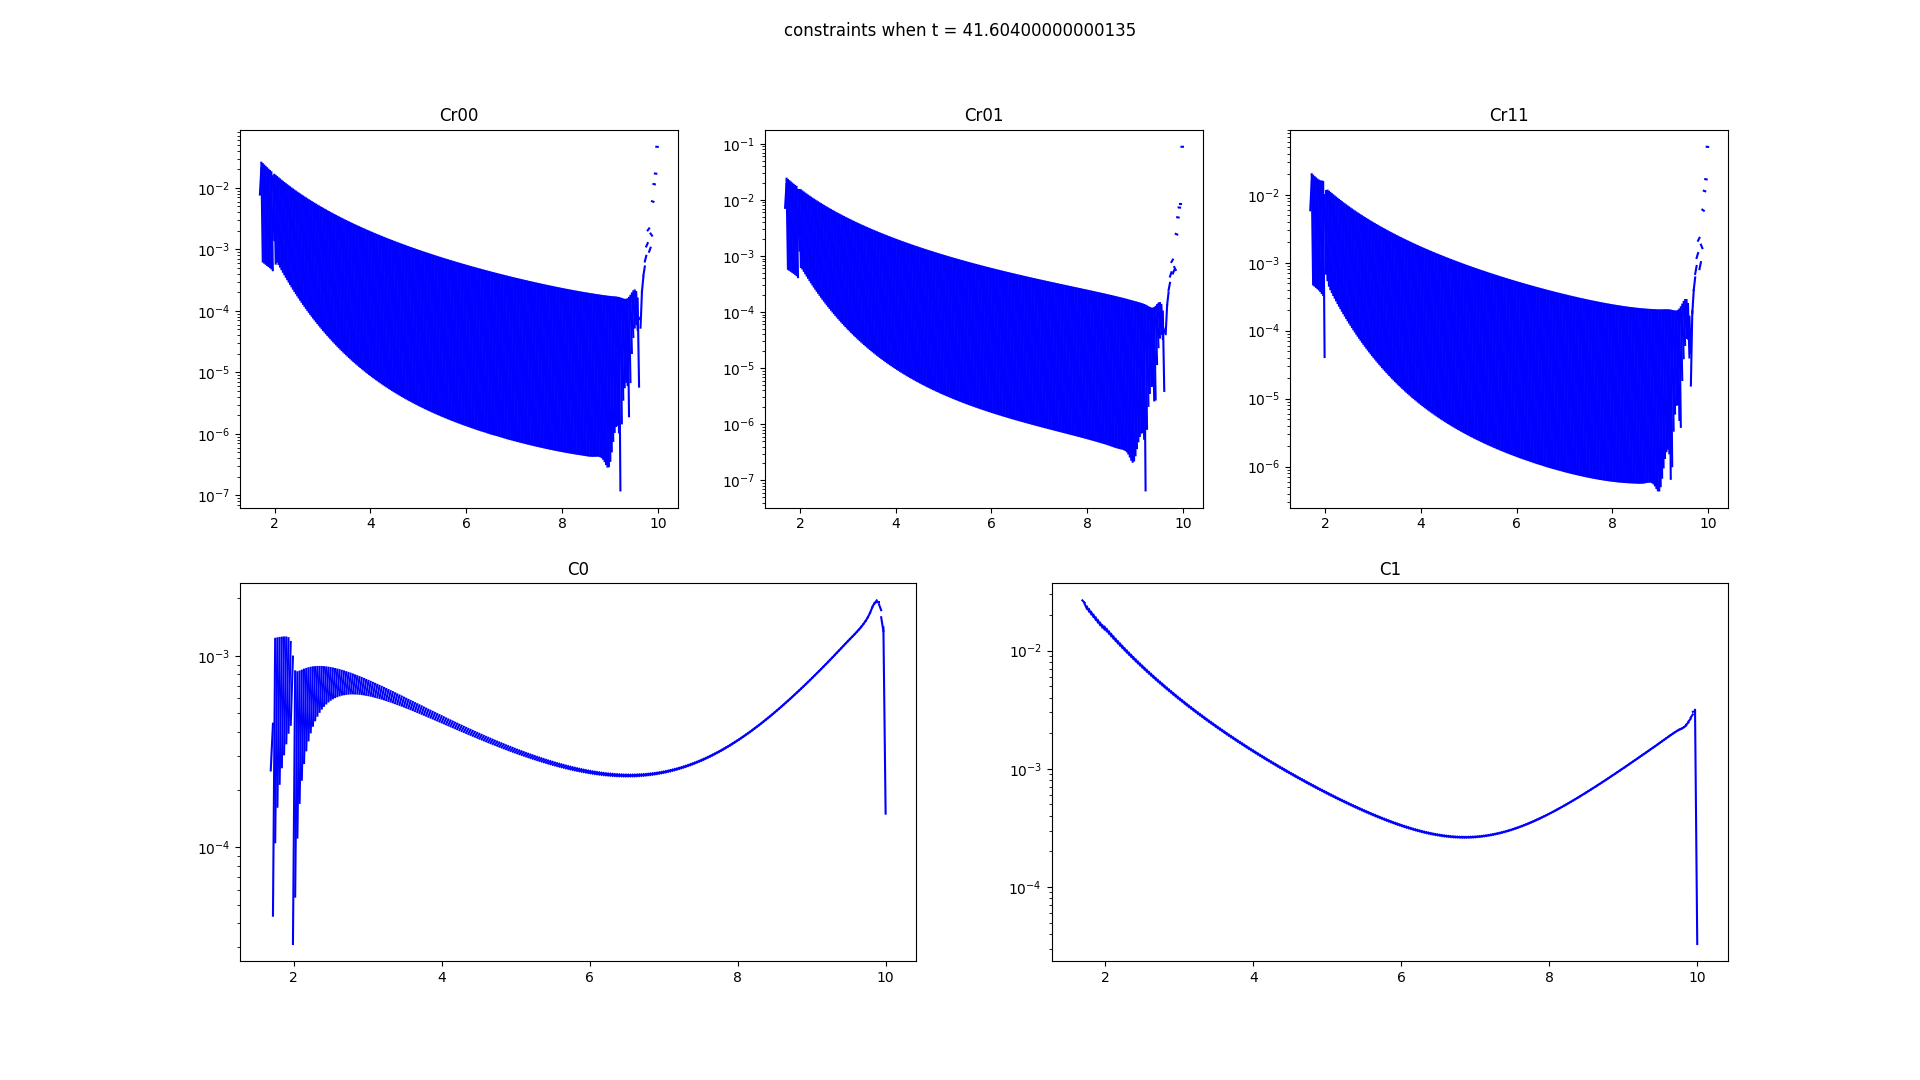 constraints when t = 41.60400000000135
Cr00 Cr01 Cr11
10⁻² 10⁻³ 10⁻⁴ 10⁻⁵ 10⁻⁶ 10⁻⁷
2 4 6 8 10
10⁻¹ 10⁻² 10⁻³ 10⁻⁴ 10⁻⁵ 10⁻⁶ 10⁻⁷
2 4 6 8 10
10⁻² 10⁻³ 10⁻⁴ 10⁻⁵ 10⁻⁶
2 4 6 8 10
C0 C1
10⁻³ 10⁻⁴
2 4 6 8 10
10⁻² 10⁻³ 10⁻⁴
2 4 6 8 10